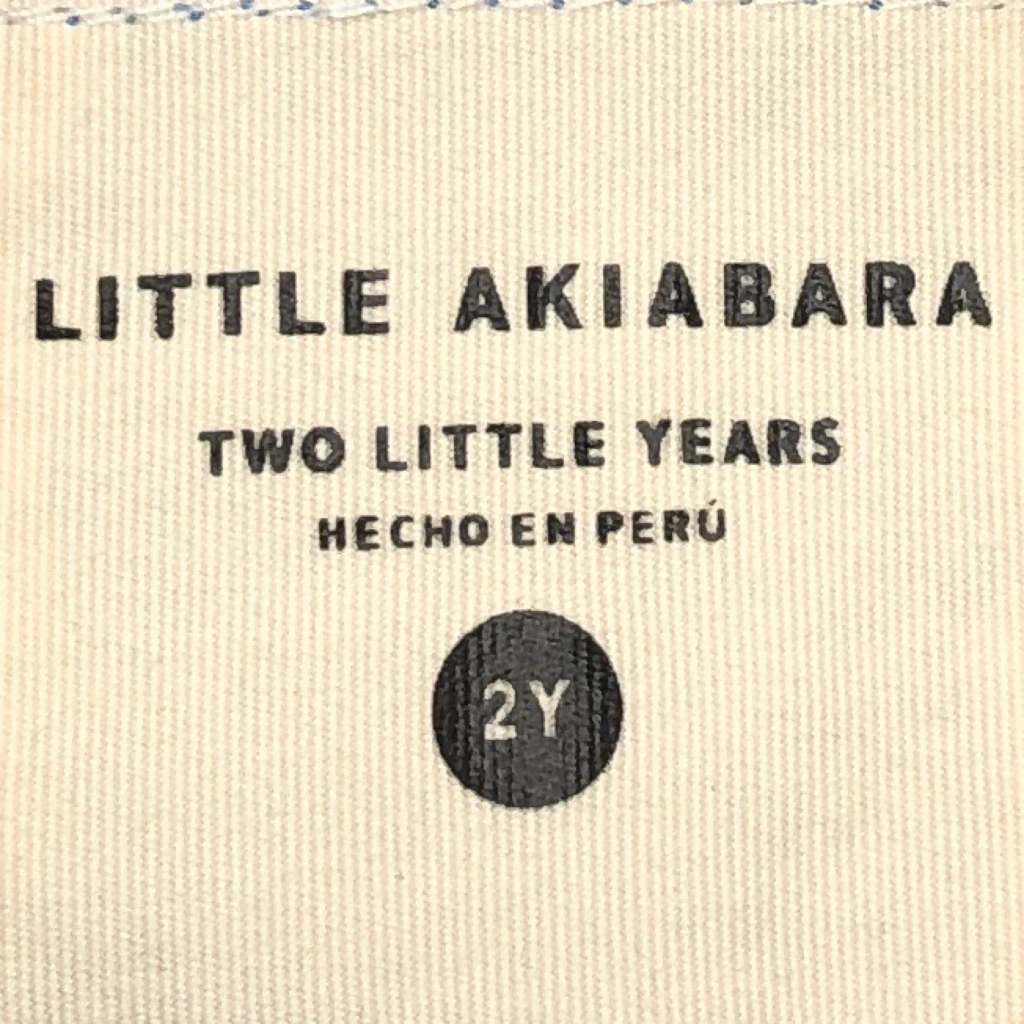 LITTLE AKIABARA
TWO LITTLE YEARS
HECHO EN PERÚ
2Y